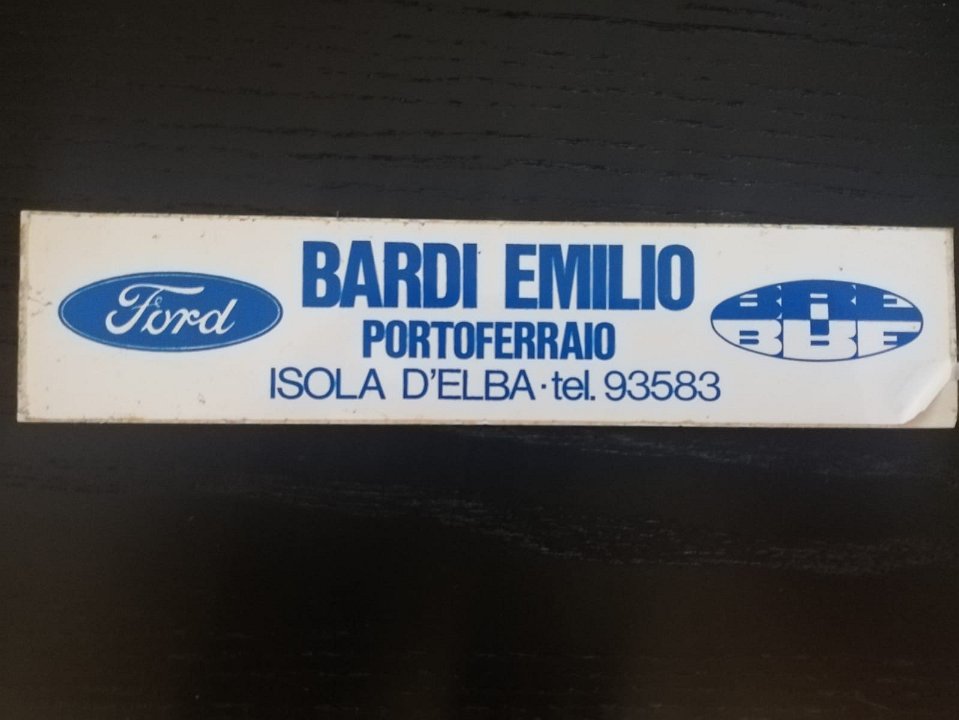 Ford
BARDI EMILIO
PORTOFERRAIO
ISOLA D'ELBA·tel. 93583